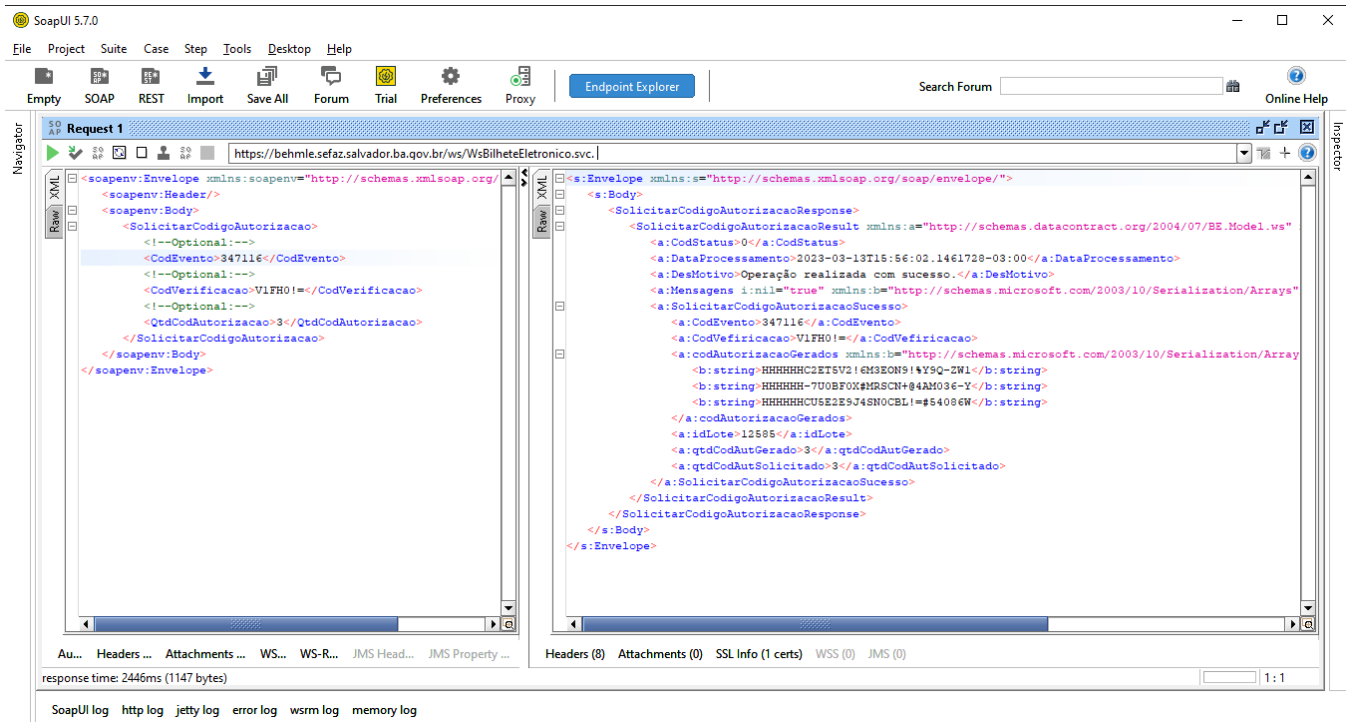 SoapUI 5.7.0
File Project Suite Case Step Tools Desktop Help
Empty SOAP REST Import Save All Forum Trial Preferences Proxy Endpoint Explorer Search Forum Online Help
Navigator
Inspector
SO AP Request 1
https://behmle.sefaz.salvador.ba.gov.br/ws/WsBilheteEletronico.svc.
XML
Raw
<soapenv:Envelope xmlns:soapenv="http://schemas.xmlsoap.org/
<soapenv:Header/>
<soapenv:Body>
<SolicitarCodigoAutorizacao>
<!--Optional:-->
<CodEvento>347116</CodEvento>
<!--Optional:-->
<CodVerificacao>V1FH0!=</CodVerificacao>
<!--Optional:-->
<QtdCodAutorizacao>3</QtdCodAutorizacao>
</SolicitarCodigoAutorizacao>
</soapenv:Body>
</soapenv:Envelope>
XML
Raw
<s:Envelope xmlns:s="http://schemas.xmlsoap.org/soap/envelope/">
<s:Body>
<SolicitarCodigoAutorizacaoResponse>
<SolicitarCodigoAutorizacaoResult xmlns:a="http://schemas.datacontract.org/2004/07/BE.Model.ws"
<a:CodStatus>0</a:CodStatus>
<a:DataProcessamento>2023-03-13T15:56:02.1461728-03:00</a:DataProcessamento>
<a:DesMotivo>Operação realizada com sucesso.</a:DesMotivo>
<a:Mensagens i:nil="true" xmlns:b="http://schemas.microsoft.com/2003/10/Serialization/Arrays"
<a:SolicitarCodigoAutorizacaoSucesso>
<a:CodEvento>347116</a:CodEvento>
<a:CodVefiricacao>V1FH0!=</a:CodVefiricacao>
<a:codAutorizacaoGerados xmlns:b="http://schemas.microsoft.com/2003/10/Serialization/Array
<b:string>HHHHHHC2ET5V2!6M3EON9!%Y9Q-ZW1</b:string>
<b:string>HHHHHH-7U0BF0X#MRSCN+@4AM036-Y</b:string>
<b:string>HHHHHHCU5E2E9J4SN0CBL!=#54086W</b:string>
</a:codAutorizacaoGerados>
<a:idLote>12585</a:idLote>
<a:qtdCodAutGerado>3</a:qtdCodAutGerado>
<a:qtdCodAutSolicitado>3</a:qtdCodAutSolicitado>
</a:SolicitarCodigoAutorizacaoSucesso>
</SolicitarCodigoAutorizacaoResult>
</SolicitarCodigoAutorizacaoResponse>
</s:Body>
</s:Envelope>
Au... Headers ... Attachments ... WS... WS-R... JMS Head... JMS Property ...
Headers (8) Attachments (0) SSL Info (1 certs) WSS (0) JMS (0)
response time: 2446ms (1147 bytes)
1 : 1
SoapUI log http log jetty log error log wsrm log memory log